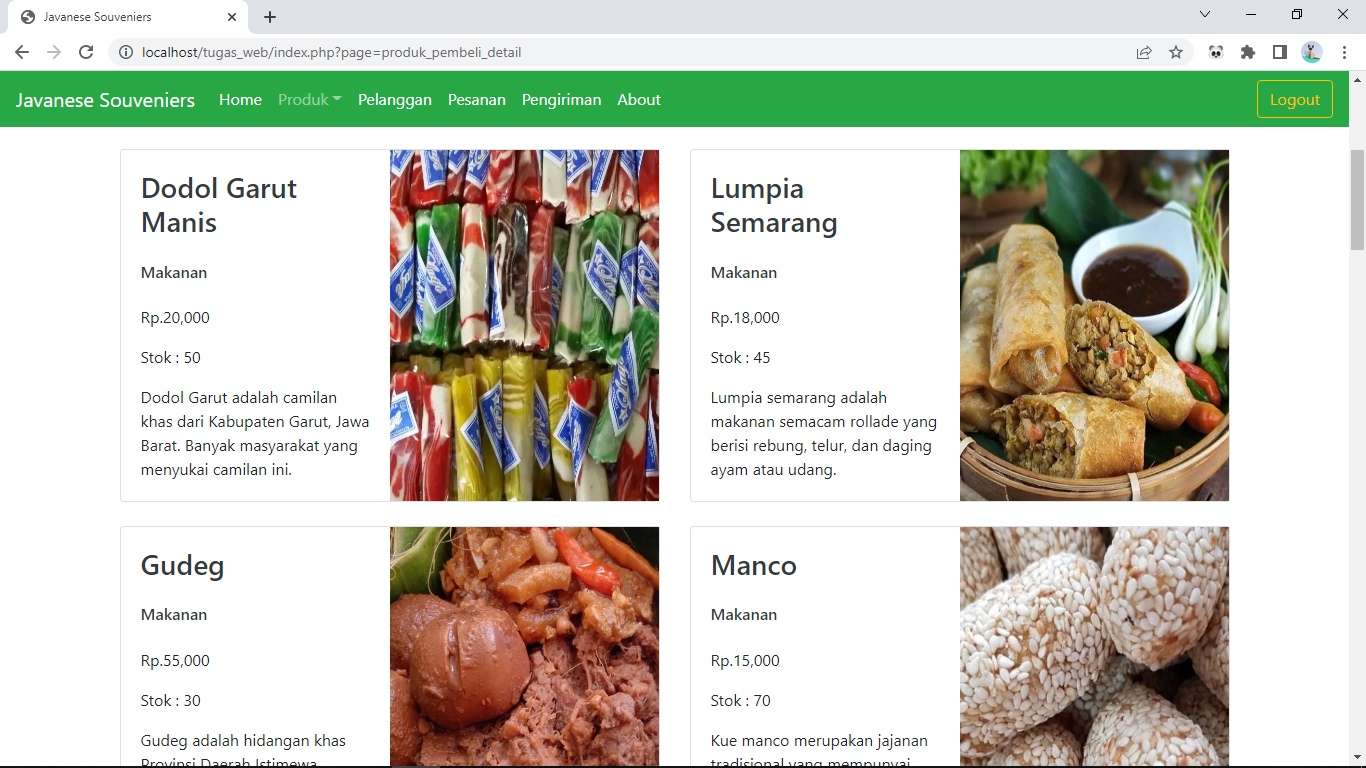 Javanese Souveniers
localhost/tugas_web/index.php?page=produk_pembeli_detail
Javanese Souveniers Home Produk Pelanggan Pesanan Pengiriman About Logout
Dodol Garut
Manis
Makanan
Rp.20,000
Stok : 50
Dodol Garut adalah camilan
khas dari Kabupaten Garut, Jawa
Barat. Banyak masyarakat yang
menyukai camilan ini.
Lumpia
Semarang
Makanan
Rp.18,000
Stok : 45
Lumpia semarang adalah
makanan semacam rollade yang
berisi rebung, telur, dan daging
ayam atau udang.
Gudeg
Makanan
Rp.55,000
Stok : 30
Gudeg adalah hidangan khas
Provinsi Daerah Istimewa
Manco
Makanan
Rp.15,000
Stok : 70
Kue manco merupakan jajanan
tradisional yang mempunyai